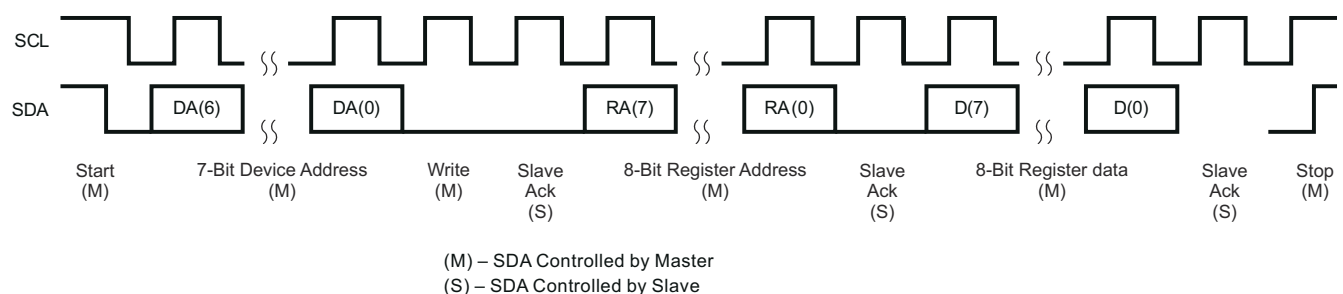 SCL
SDA
DA(6)
DA(0)
RA(7)
RA(0)
D(7)
D(0)
Start
(M)
7-Bit Device Address
(M)
Write
(M)
Slave
Ack
(S)
8-Bit Register Address
(M)
Slave
Ack
(S)
8-Bit Register data
(M)
Slave
Ack
(S)
Stop
(M)
(M) – SDA Controlled by Master
(S) – SDA Controlled by Slave